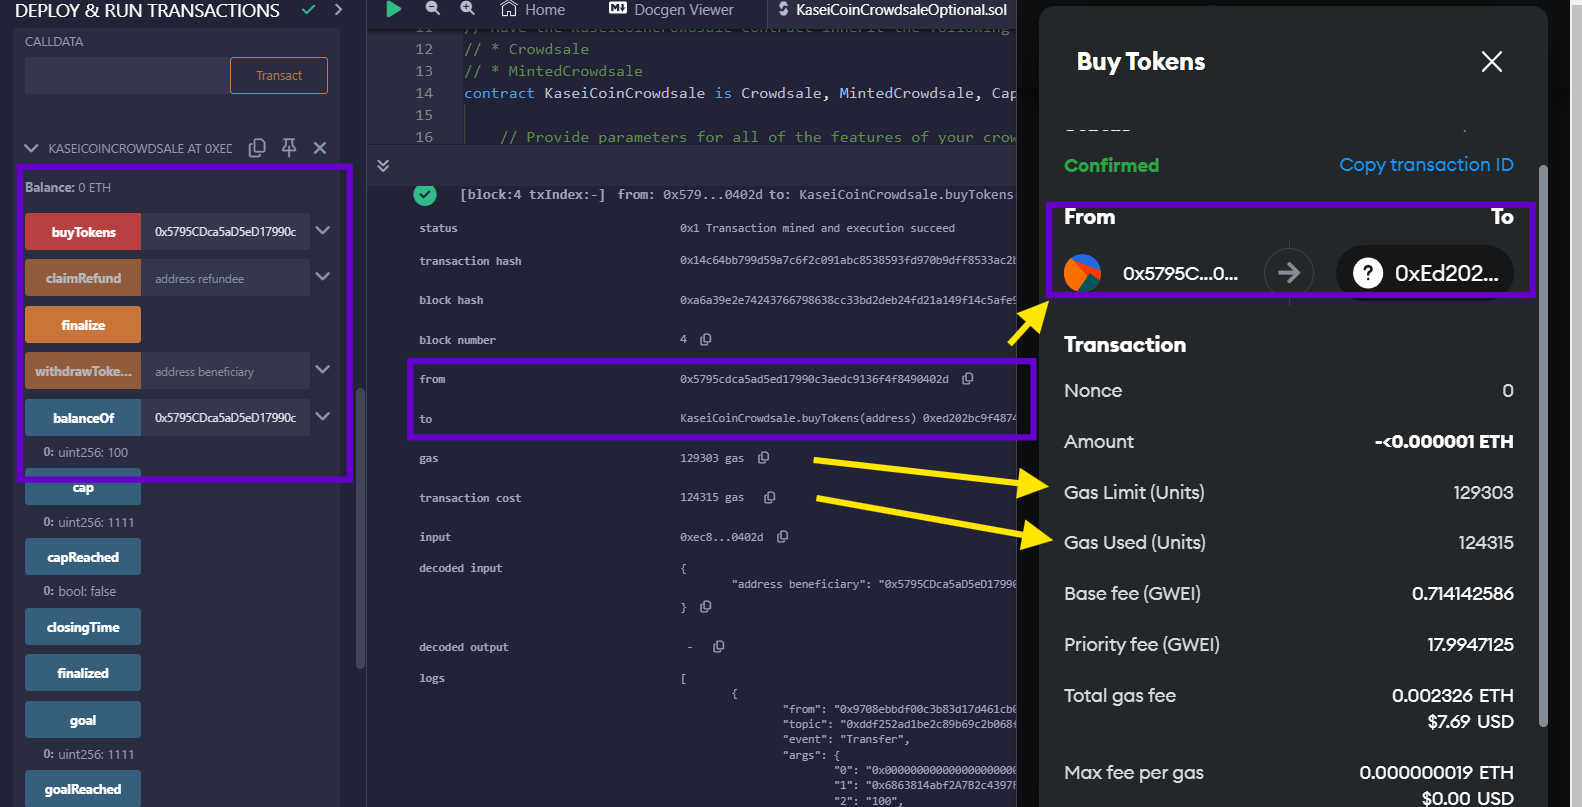 DEPLOY & RUN TRANSACTIONS
CALLDATA
Transact
KASEICOINCROWDSALE AT 0XED
Balance: 0 ETH
buyTokens 0x5795CDca5aD5eD17990c
claimRefund address refundee
finalize
withdrawToke... address beneficiary
balanceOf 0x5795CDca5aD5eD17990c
0: uint256: 100
cap
0: uint256: 1111
capReached
0: bool: false
closingTime
finalized
goal
0: uint256: 1111
goalReached
Home Docgen Viewer KaseiCoinCrowdsaleOptional.sol
11 // Have the KaseiCoinCrowdsale contract inherit the following
12 // * Crowdsale
13 // * MintedCrowdsale
14 contract KaseiCoinCrowdsale is Crowdsale, MintedCrowdsale, Cap
15
16 // Provide parameters for all of the features of your crow
[block:4 txIndex:-] from: 0x579...0402d to: KaseiCoinCrowdsale.buyTokens
status 0x1 Transaction mined and execution succeed
transaction hash 0x14c64bb799d59a7c6f2c091abc8538593fd970b9dff8533ac2b
block hash 0xa6a39e2e74243766798638cc33bd2deb24fd21a149f14c5afe9
block number 4
from 0x5795cdca5ad5ed17990c3aedc9136f4f8490402d
to KaseiCoinCrowdsale.buyTokens(address) 0xed202bc9f4874
gas 129303 gas
transaction cost 124315 gas
input 0xec8...0402d
decoded input {
"address beneficiary": "0x5795CDca5aD5eD17990
}
decoded output -
logs [
{
"from": "0x9708ebbdf00c3b83d17d461cb0
"topic": "0xddf252ad1be2c89b69c2b068f
"event": "Transfer",
"args": {
"0": "0x00000000000000000000
"1": "0x6863814abf2A7B2c4397F
"2": "100",
Buy Tokens
Confirmed Copy transaction ID
From To
0x5795C...0... 0xEd202...
Transaction
Nonce 0
Amount -<0.000001 ETH
Gas Limit (Units) 129303
Gas Used (Units) 124315
Base fee (GWEI) 0.714142586
Priority fee (GWEI) 17.9947125
Total gas fee 0.002326 ETH
$7.69 USD
Max fee per gas 0.000000019 ETH
$0.00 USD